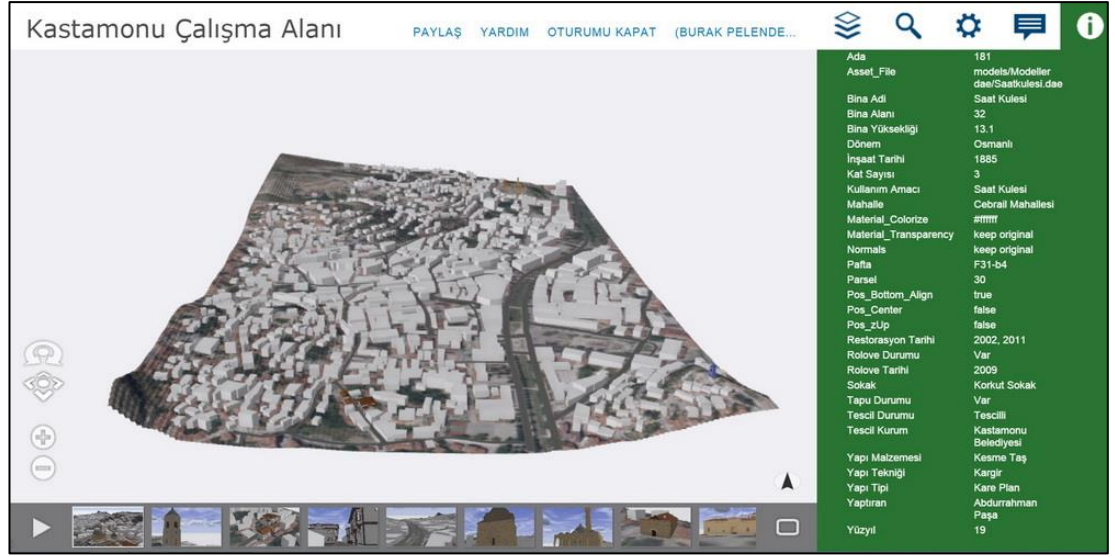 Kastamonu Çalışma Alanı PAYLAŞ YARDIM OTURUMU KAPAT (BURAK PELENDE...
Ada 181
Asset_File models/Modeller
dae/Saatkulesi.dae
Bina Adi Saat Kulesi
Bina Alanı 32
Bina Yüksekliği 13.1
Dönem Osmanlı
İnşaat Tarihi 1885
Kat Sayısı 3
Kullanım Amacı Saat Kulesi
Mahalle Cebrail Mahallesi
Material_Colorize #ffffff
Material_Transparency keep original
Normals keep original
Pafta F31-b4
Parsel 30
Pos_Bottom_Align true
Pos_Center false
Pos_zUp false
Restorasyon Tarihi 2002, 2011
Rolove Durumu Var
Rolove Tarihi 2009
Sokak Korkut Sokak
Tapu Durumu Var
Tescil Durumu Tescilli
Tescil Kurum Kastamonu
Belediyesi
Yapı Malzemesi Kesme Taş
Yapı Tekniği Kargir
Yapı Tipi Kare Plan
Yaptıran Abdurrahman
Paşa
Yüzyıl 19